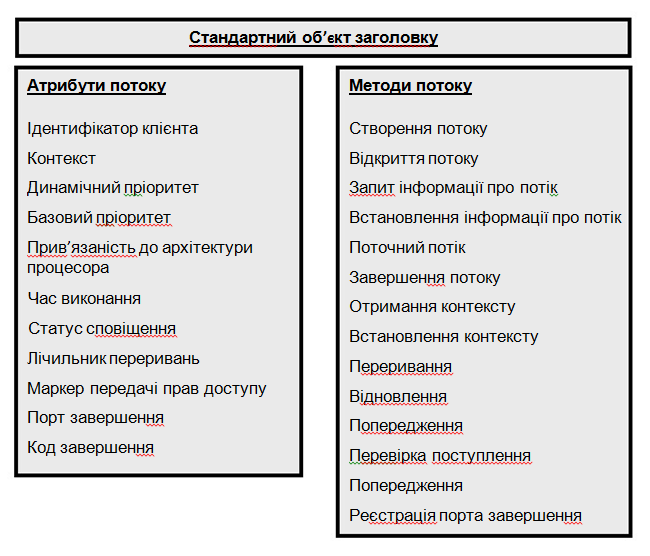 Стандартний об’єкт заголовку
Атрибути потоку
Ідентифікатор клієнта
Контекст
Динамічний пріоритет
Базовий пріоритет
Прив’язаність до архітектури
процесора
Час виконання
Статус сповіщення
Лічильник переривань
Маркер передачі прав доступу
Порт завершення
Код завершення
Методи потоку
Створення потоку
Відкриття потоку
Запит інформації про потік
Встановлення інформації про потік
Поточний потік
Завершення потоку
Отримання контексту
Встановлення контексту
Переривання
Відновлення
Попередження
Перевірка поступлення
Попередження
Реєстрація порта завершення